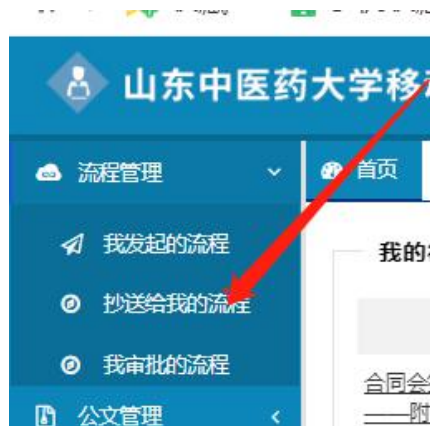 山东中医药大学移
流程管理
首页
我发起的流程
我的
抄送给我的流程
我审批的流程
合同会
公文管理
——附